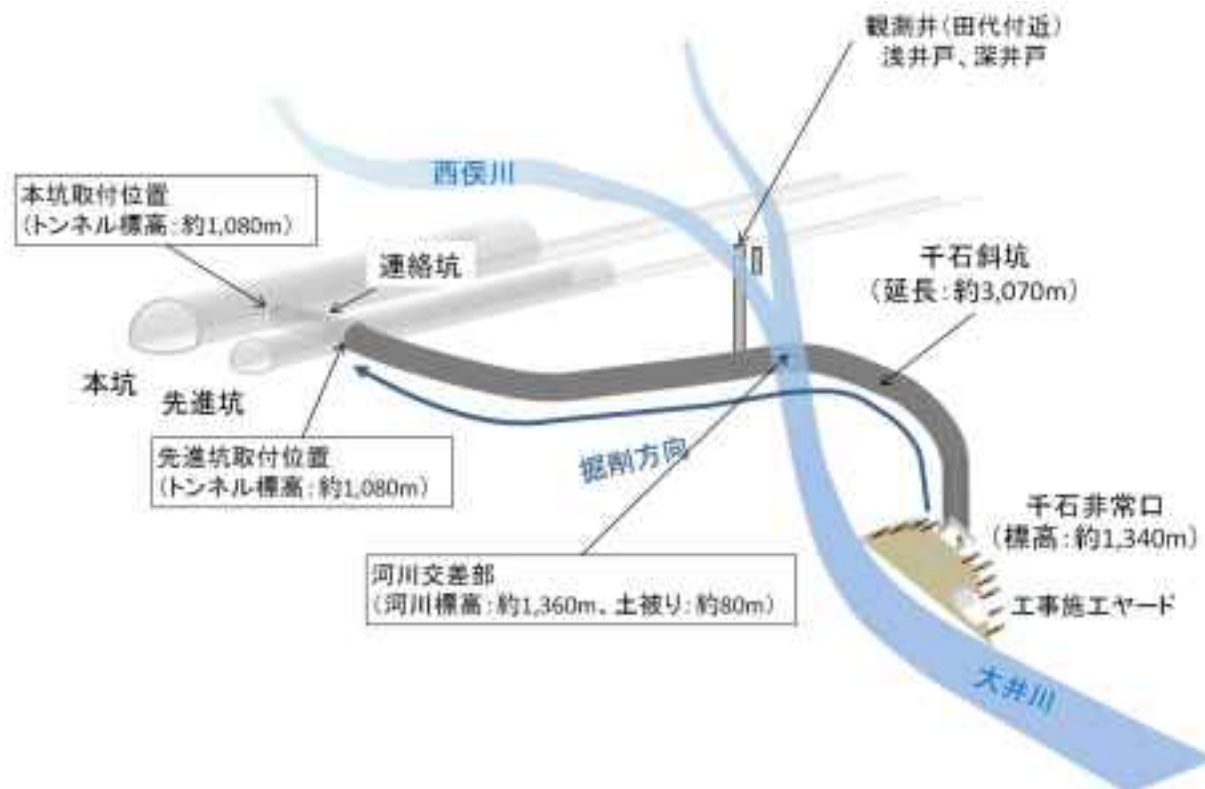 観測井(田代付近)
浅井戸、深井戸
西俣川
本坑取付位置
(トンネル標高:約1,080m)
連絡坑
千石斜坑
(延長:約3,070m)
本坑
先進坑
先進坑取付位置
(トンネル標高:約1,080m)
掘削方向
千石非常口
(標高:約1,340m)
河川交差部
(河川標高:約1,360m、土被り:約80m)
工事施工ヤード
大井川